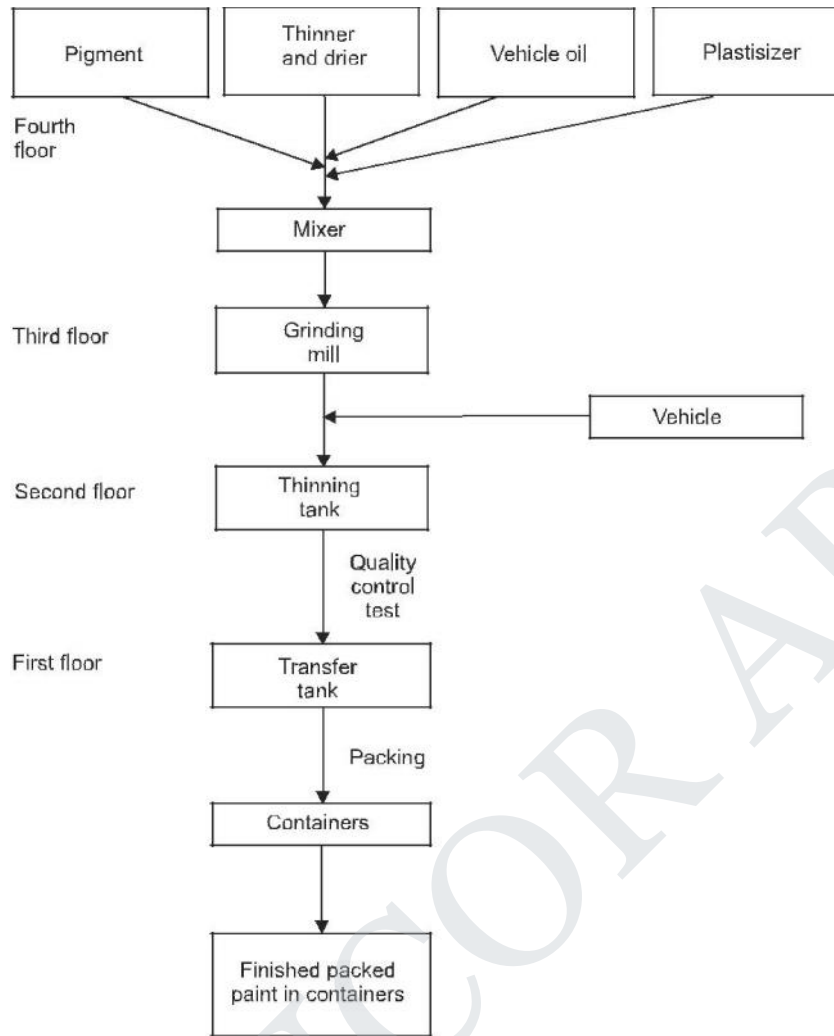 Pigment
Thinner
and drier
Vehicle oil
Plastisizer
Fourth
floor
Mixer
Third floor
Grinding
mill
Vehicle
Second floor
Thinning
tank
Quality
control
test
First floor
Transfer
tank
Packing
Containers
Finished packed
paint in containers